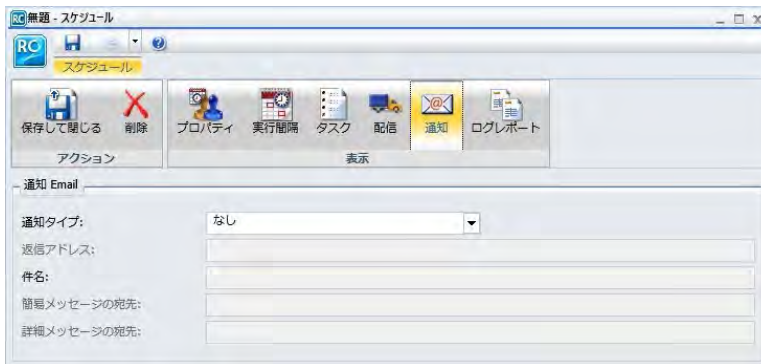 RC 無題 - スケジュール
RC
スケジュール
保存して閉じる 削除 プロパティ 実行間隔 タスク 配信 通知 ログレポート
アクション 表示
通知 Email
通知タイプ: なし
返信アドレス:
件名:
簡易メッセージの宛先:
詳細メッセージの宛先: